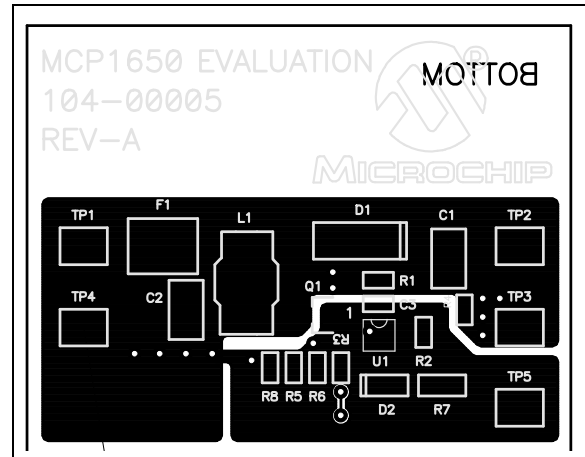 MCP1650 EVALUATION
BOTTOM
104-00005
REV-A
MICROCHIP
®
TP1
F1
L1
D1
C1
TP2
Q1
R1
TP4
C2
C3
TP3
1
R3
U1
R2
R8
R5
R6
D2
R7
TP5